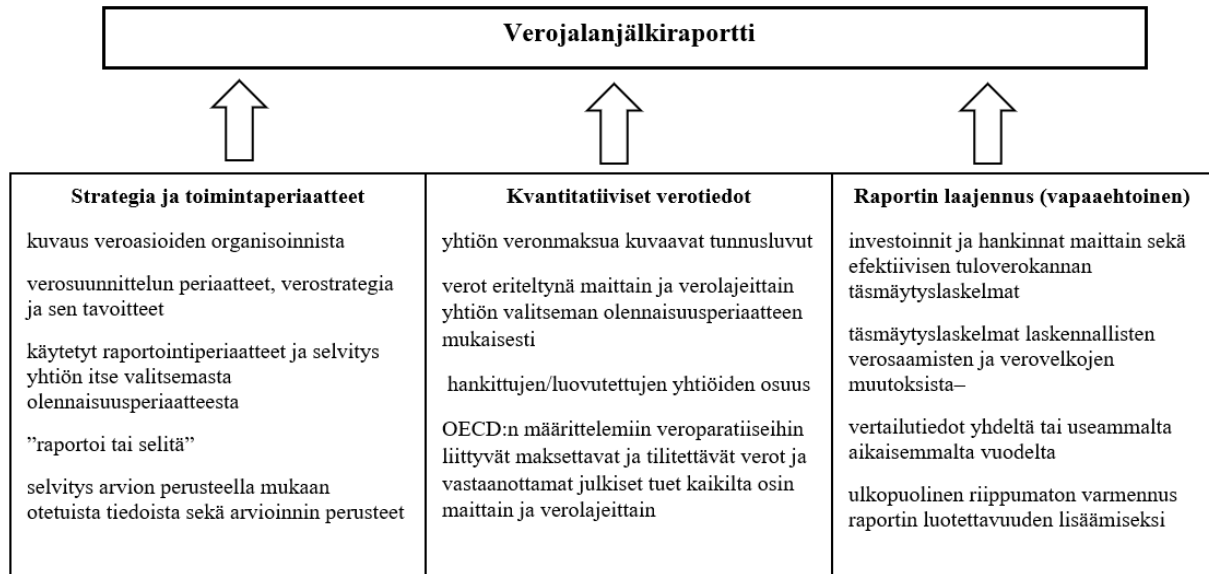 Verojalanjälkiraportti
Strategia ja toimintaperiaatteet
kuvaus veroasioiden organisoinnista
verosuunnittelun periaatteet, verostrategia
ja sen tavoitteet
käytetyt raportointiperiaatteet ja selvitys
yhtiön itse valitsemasta
olennaisuusperiaatteesta
”raportoi tai selitä”
selvitys arvion perusteella mukaan
otetuista tiedoista sekä arvioinnin perusteet
Kvantitatiiviset verotiedot
yhtiön veronmaksua kuvaavat tunnusluvut
verot eriteltynä maittain ja verolajeittain
yhtiön valitseman olennaisuusperiaatteen
mukaisesti
hankittujen/luovutettujen yhtiöiden osuus
OECD:n määrittelemiin veroparatiiseihin
liittyvät maksettavat ja tilitettävät verot ja
vastaanottamat julkiset tuet kaikilta osin
maittain ja verolajeittain
Raportin laajennus (vapaaehtoinen)
investoinnit ja hankinnat maittain sekä
efektiivisen tuloverokannan
täsmäytyslaskelmat
täsmäytyslaskelmat laskennallisten
verosaamisten ja verovelkojen
muutoksista–
vertailutiedot yhdeltä tai useammalta
aikaisemmalta vuodelta
ulkopuolinen riippumaton varmennus
raportin luotettavuuden lisäämiseksi